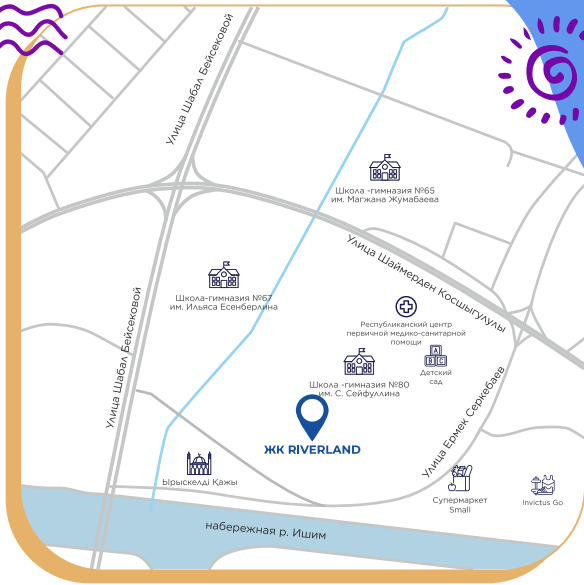 Улица Шабал Бейсековой
Школа -гимназия №65
им. Магжана Жумабаева
Улица Шаймерден Косшыгулулы
Школа-гимназия №67
им. Ильяса Есенберлина
Республиканский центр
первичной медико-санитарной
помощи
A
B C
Детский
сад
Улица Шабал Бейсековой
Школа -гимназия №80
им. С. Сейфуллина
Улица Ермек Серкебаев
ЖК RIVERLAND
Ырыскелді Қажы
Супермаркет
Small
Invictus Go
набережная р. Ишим